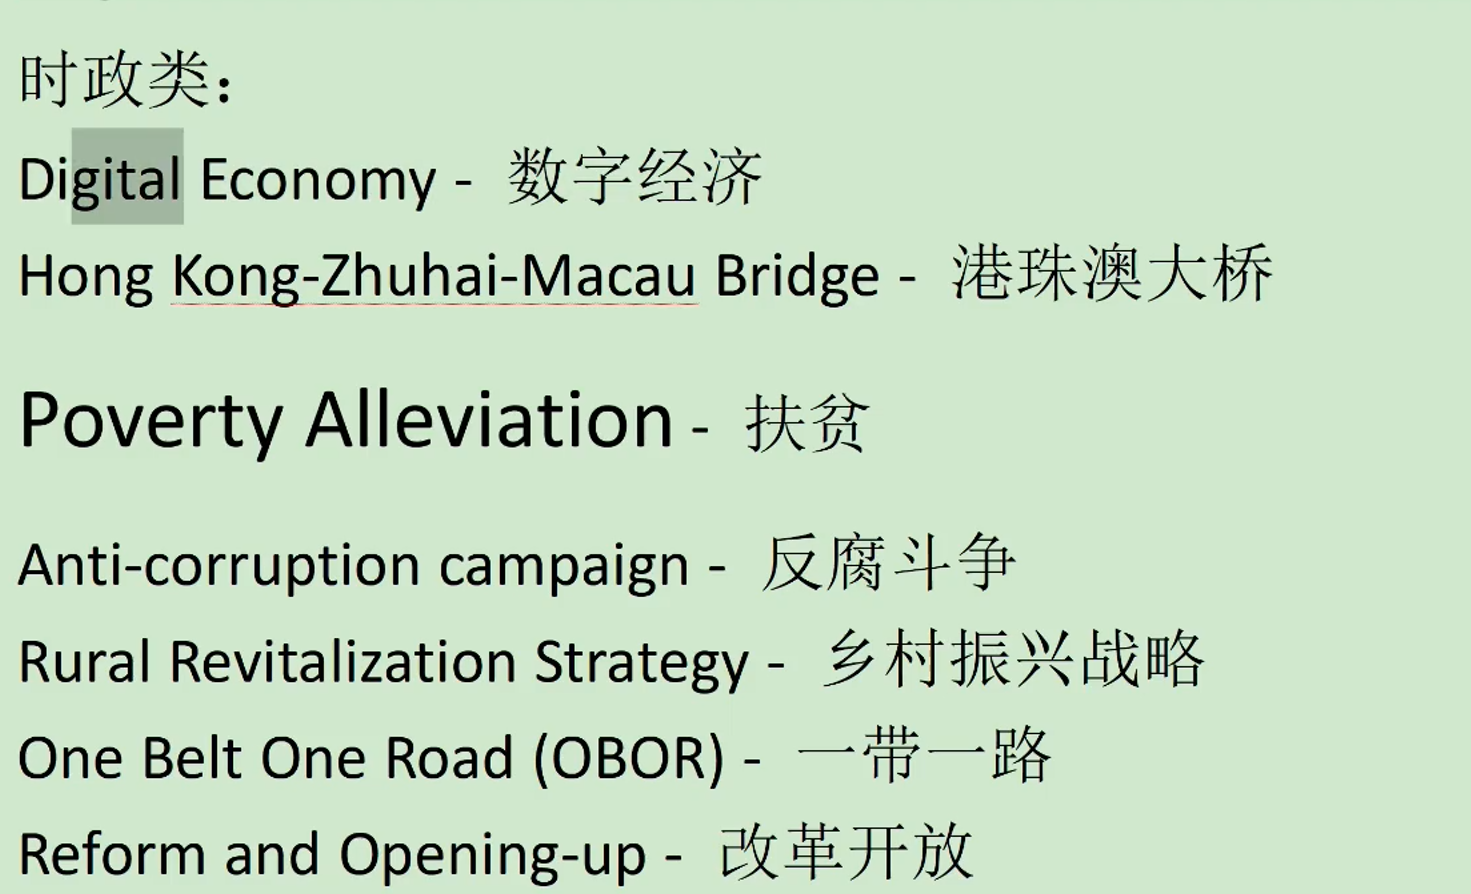 时政类：
Digital Economy - 数字经济
Hong Kong-Zhuhai-Macau Bridge - 港珠澳大桥
Poverty Alleviation - 扶贫
Anti-corruption campaign - 反腐斗争
Rural Revitalization Strategy - 乡村振兴战略
One Belt One Road (OBOR) - 一带一路
Reform and Opening-up - 改革开放